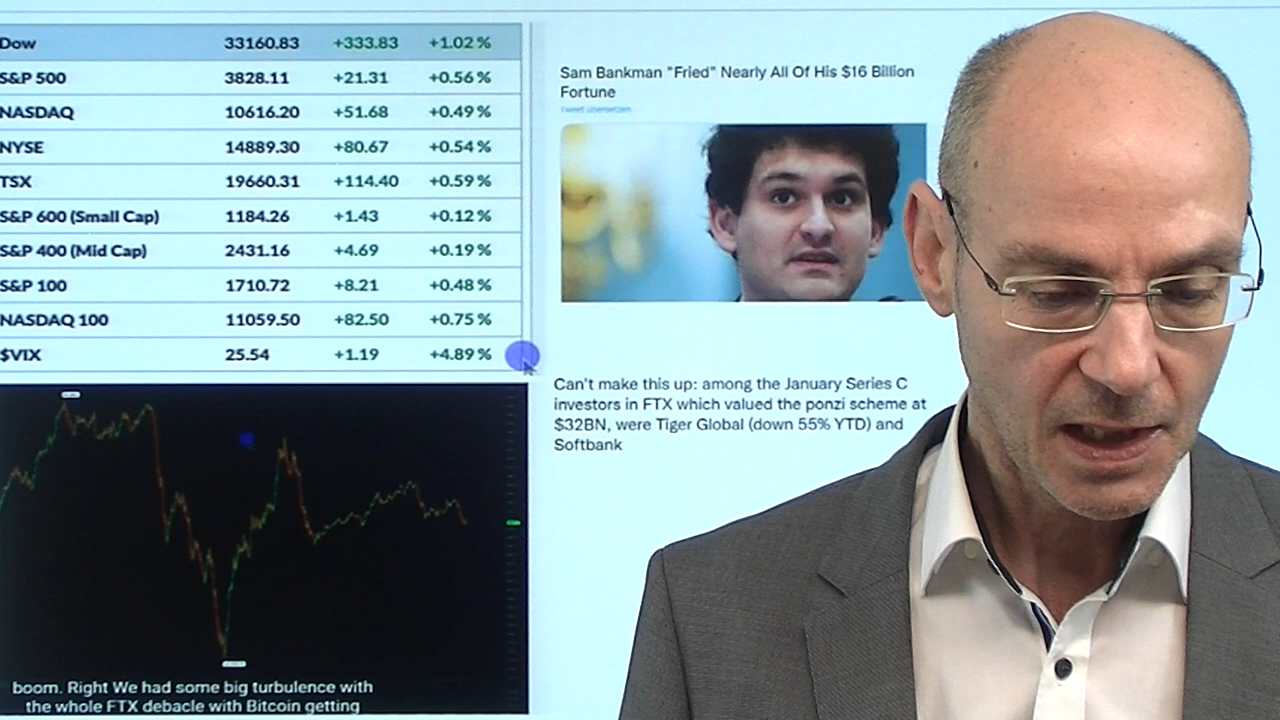 Dow 33160.83 +333.83 +1.02 %
S&P 500 3828.11 +21.31 +0.56 %
NASDAQ 10616.20 +51.68 +0.49 %
NYSE 14889.30 +80.67 +0.54 %
TSX 19660.31 +114.40 +0.59 %
S&P 600 (Small Cap) 1184.26 +1.43 +0.12 %
S&P 400 (Mid Cap) 2431.16 +4.69 +0.19 %
S&P 100 1710.72 +8.21 +0.48 %
NASDAQ 100 11059.50 +82.50 +0.75 %
$VIX 25.54 +1.19 +4.89 %
Sam Bankman "Fried" Nearly All Of His $16 Billion
Fortune
Tweet übersetzen
Can't make this up: among the January Series C
investors in FTX which valued the ponzi scheme at
$32BN, were Tiger Global (down 55% YTD) and
Softbank
boom. Right We had some big turbulence with
the whole FTX debacle with Bitcoin getting